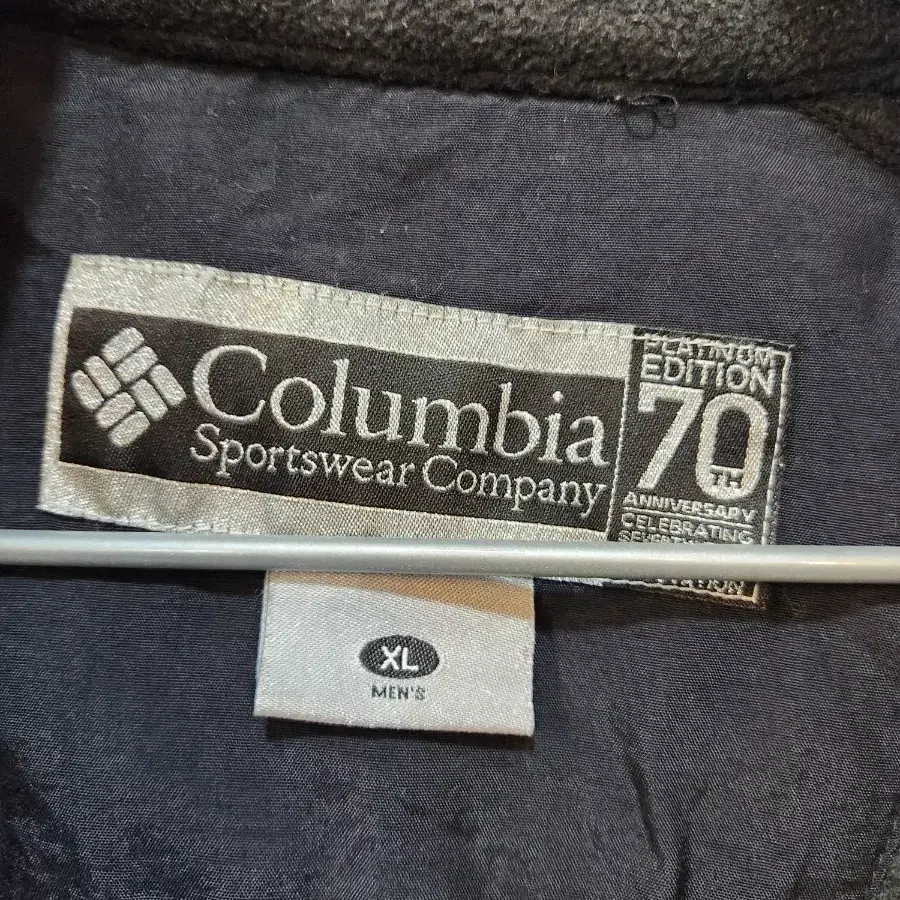 Columbia
Sportswear Company
PLATINUM
EDITION
70
TH
ANNIVERSARY
CELEBRATING
XL
MEN'S